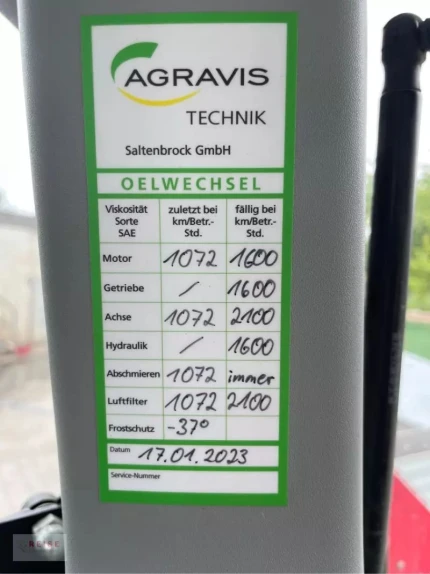 AGRAVIS
TECHNIK
Saltenbrock GmbH
OELWECHSEL
Viskosität Sorte SAE zuletzt bei km/Betr.-Std. fällig bei km/Betr.-Std.
Motor 1072 1600
Getriebe / 1600
Achse 1072 2100
Hydraulik / 1600
Abschmieren 1072 immer
Luftfilter 1072 2100
Frostschutz -37°
Datum 17.01.2023
Service-Nummer